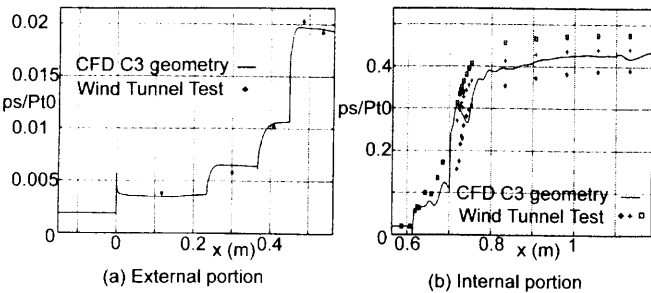 0.02
0.015
ps/Pt0
0.01
0.005
0
CFD C3 geometry
Wind Tunnel Test
0 0.2 0.4
x (m)
(a) External portion
0.4
ps/Pt0
0.2
0
CFD C3 geometry
Wind Tunnel Test
0.6 0.8 1
x (m)
(b) Internal portion